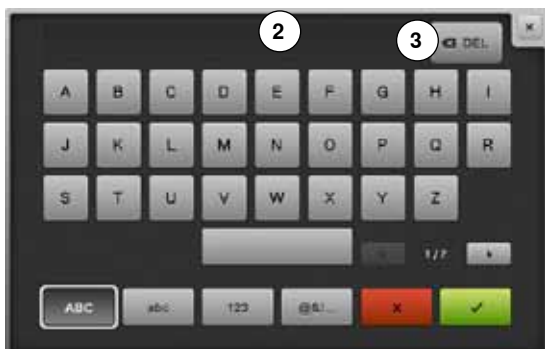 2
3 DEL
A B C D E F G H I
J K L M N O P Q R
S T U V W X Y Z
1/7
ABC abc 123 @&!...